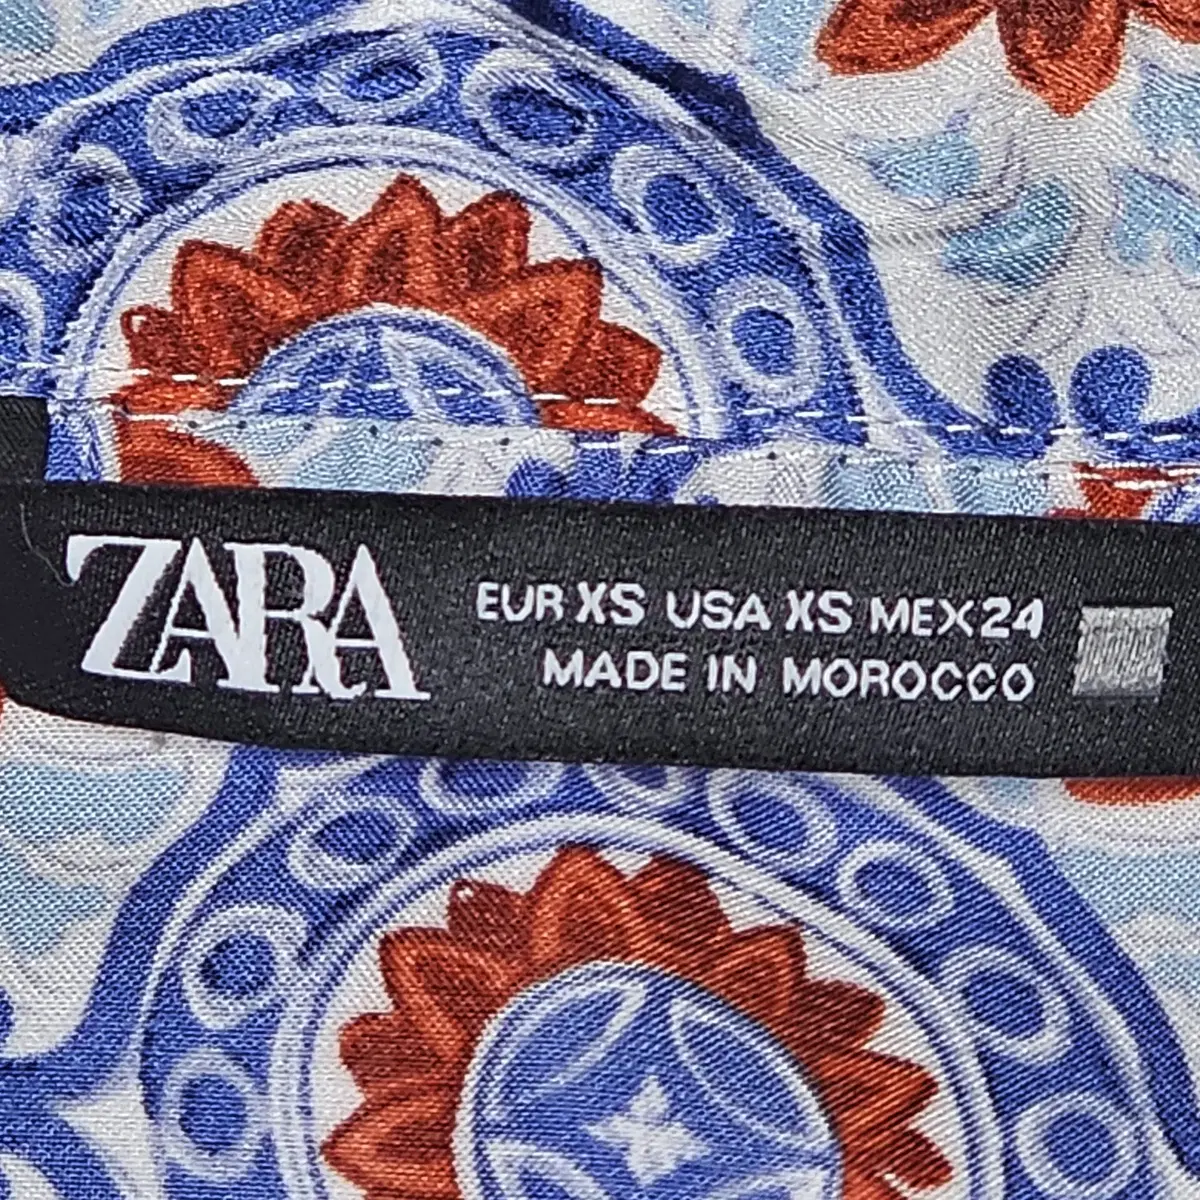 ZARA
EUR XS USA XS MEX 24
MADE IN MOROCCO